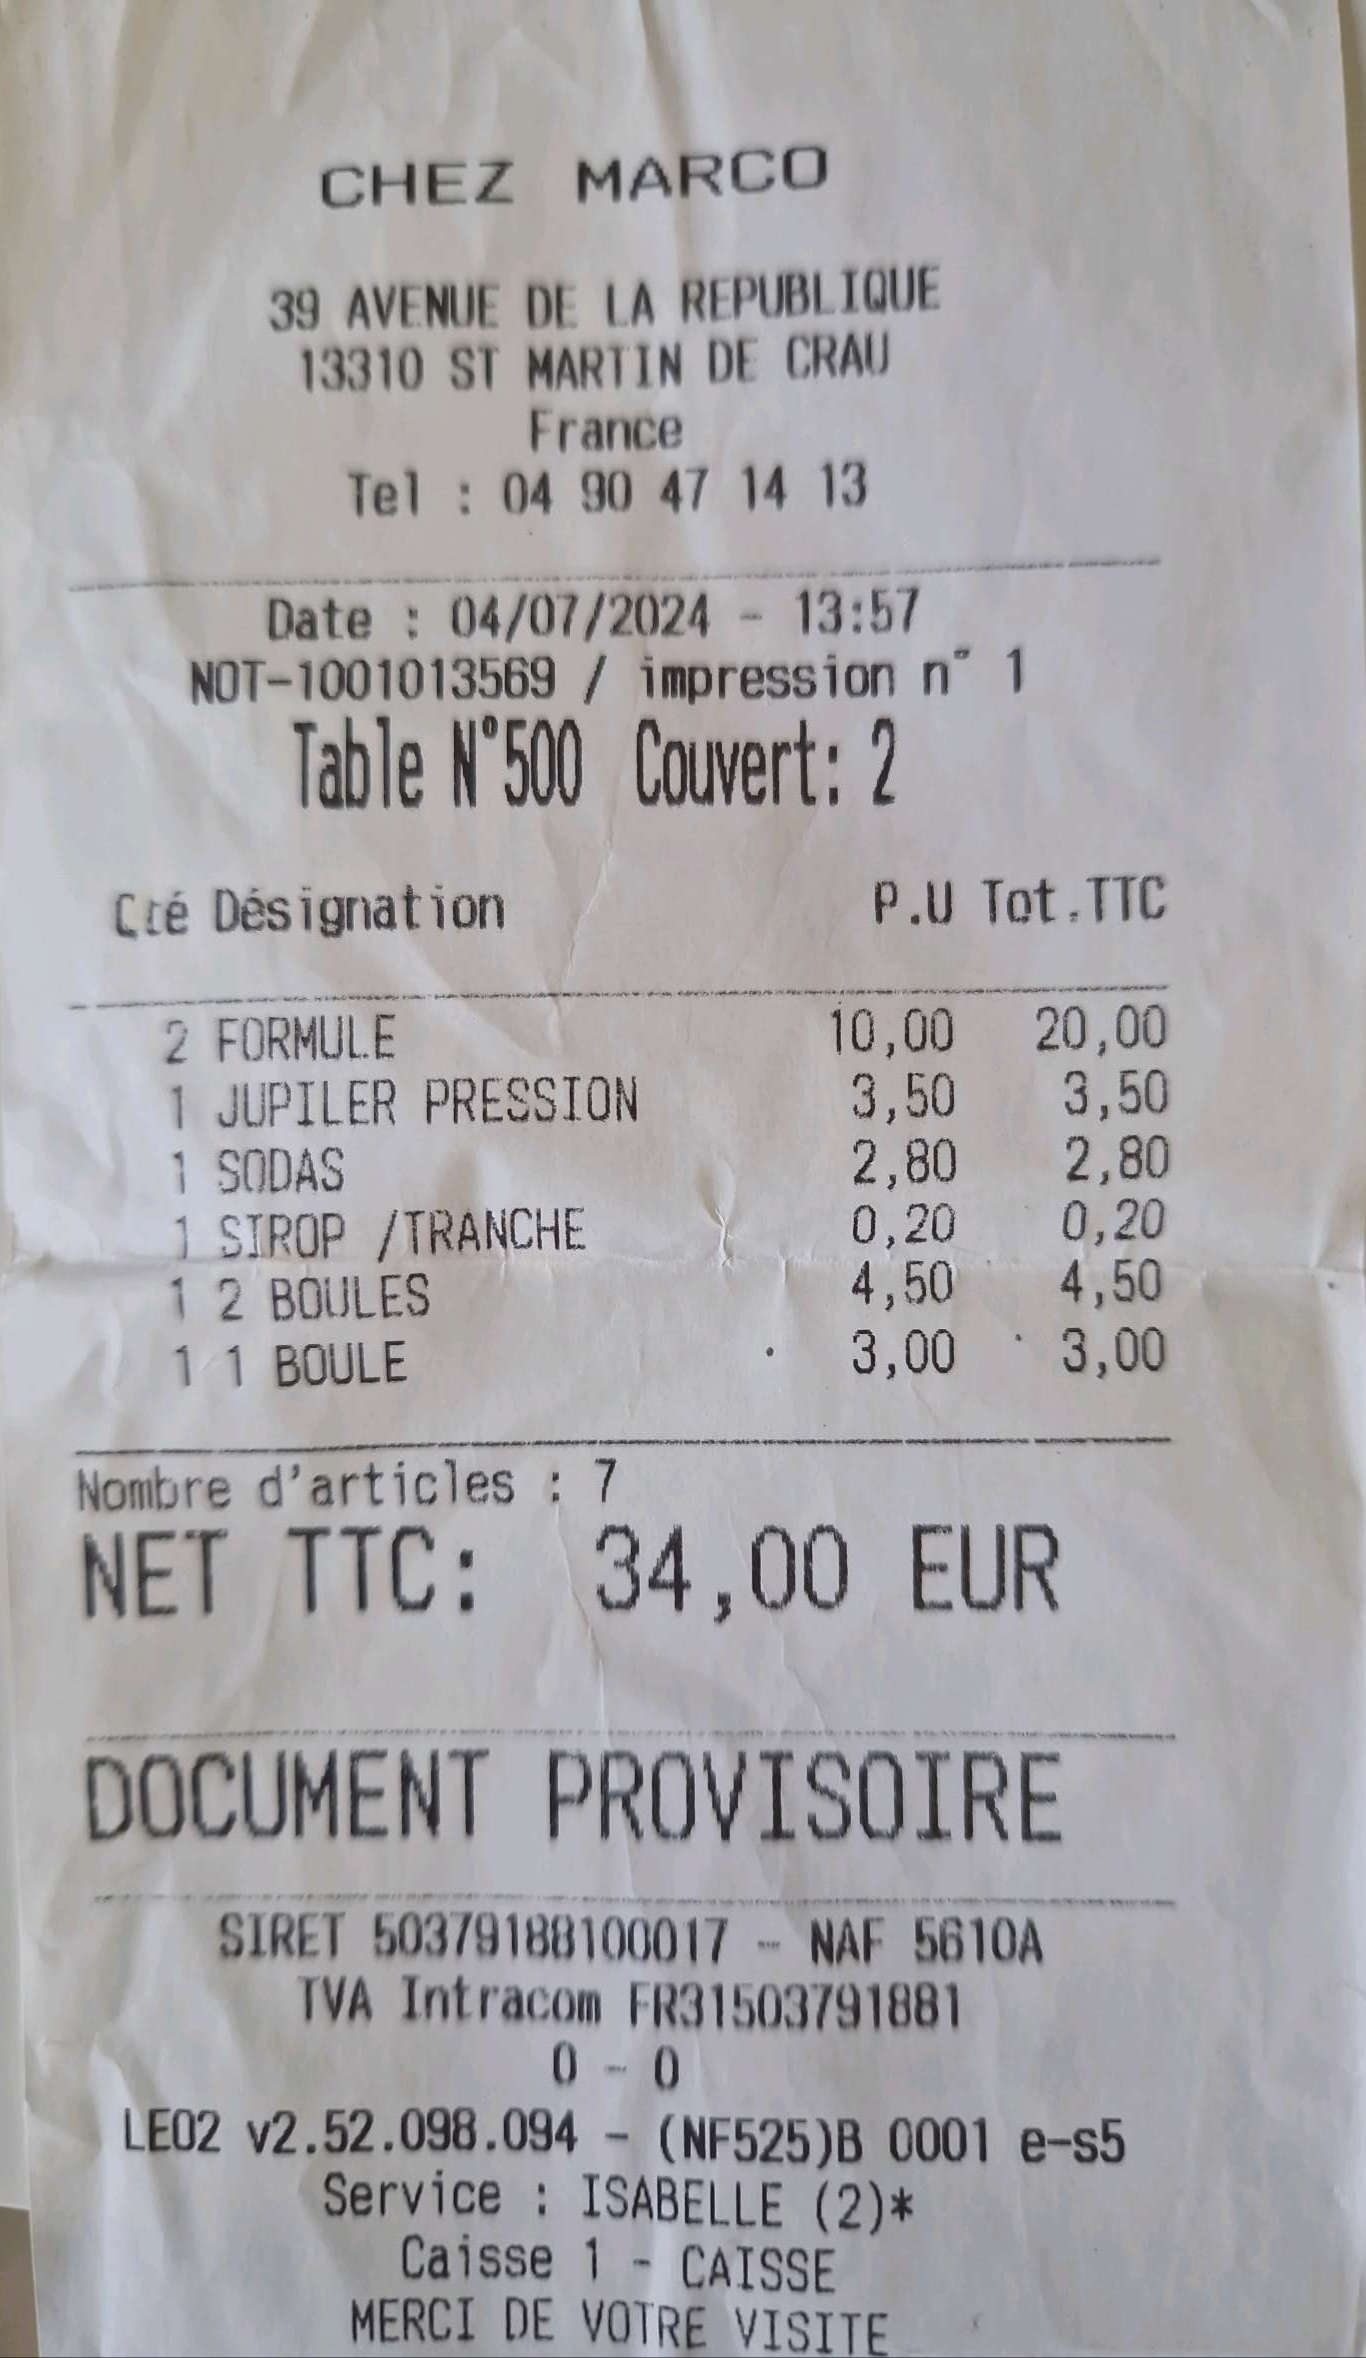 CHEZ MARCO
39 AVENUE DE LA REPUBLIQUE
13310 ST MARTIN DE CRAU
France
Tel : 04 90 47 14 13
Date : 04/07/2024 - 13:57
NOT-1001013569 / impression n° 1
Table N°500 Couvert: 2
Qté Désignation P.U Tot.TTC
2 FORMULE 10,00 20,00
1 JUPILER PRESSION 3,50 3,50
1 SODAS 2,80 2,80
1 SIROP /TRANCHE 0,20 0,20
1 2 BOULES 4,50 4,50
1 1 BOULE 3,00 3,00
Nombre d'articles : 7
NET TTC: 34,00 EUR
DOCUMENT PROVISOIRE
SIRET 50379188100017 - NAF 5610A
TVA Intracom FR31503791881
0 - 0
LEO2 v2.52.098.094 - (NF525)B 0001 e-s5
Service : ISABELLE (2)*
Caisse 1 - CAISSE
MERCI DE VOTRE VISITE